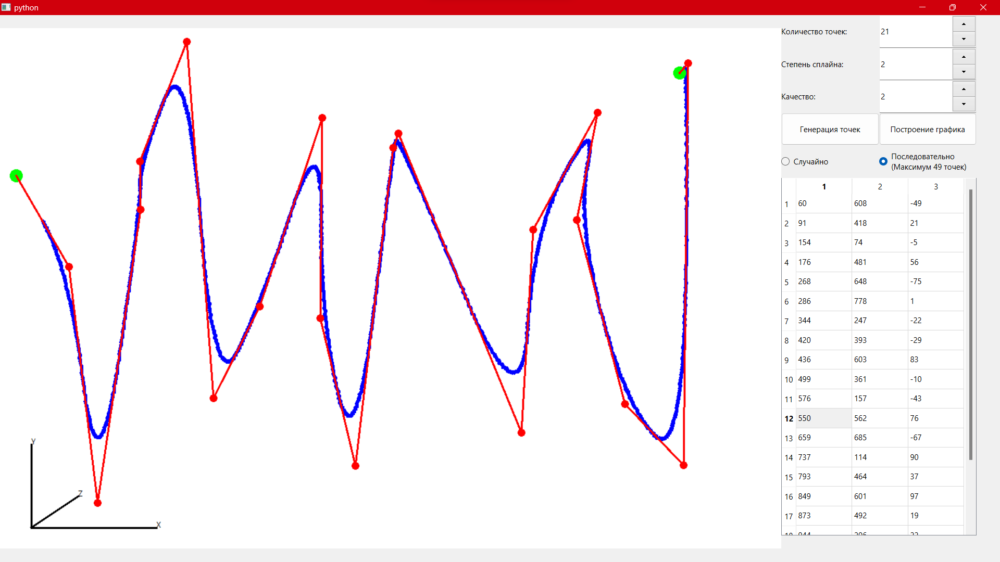 python
Количество точек: 21
Степень сплайна: 2
Качество: 2
Генерация точек Построение графика
Случайно
Последовательно
(Максимум 49 точек)
1 2 3
1 60 608 -49
2 91 418 21
3 154 74 -5
4 176 481 56
5 268 648 -75
6 286 778 1
7 344 247 -22
8 420 393 -29
9 436 603 83
10 499 361 -10
11 576 157 -43
12 550 562 76
13 659 685 -67
14 737 114 90
15 793 464 37
16 849 601 97
17 873 492 19
Y
Z
X